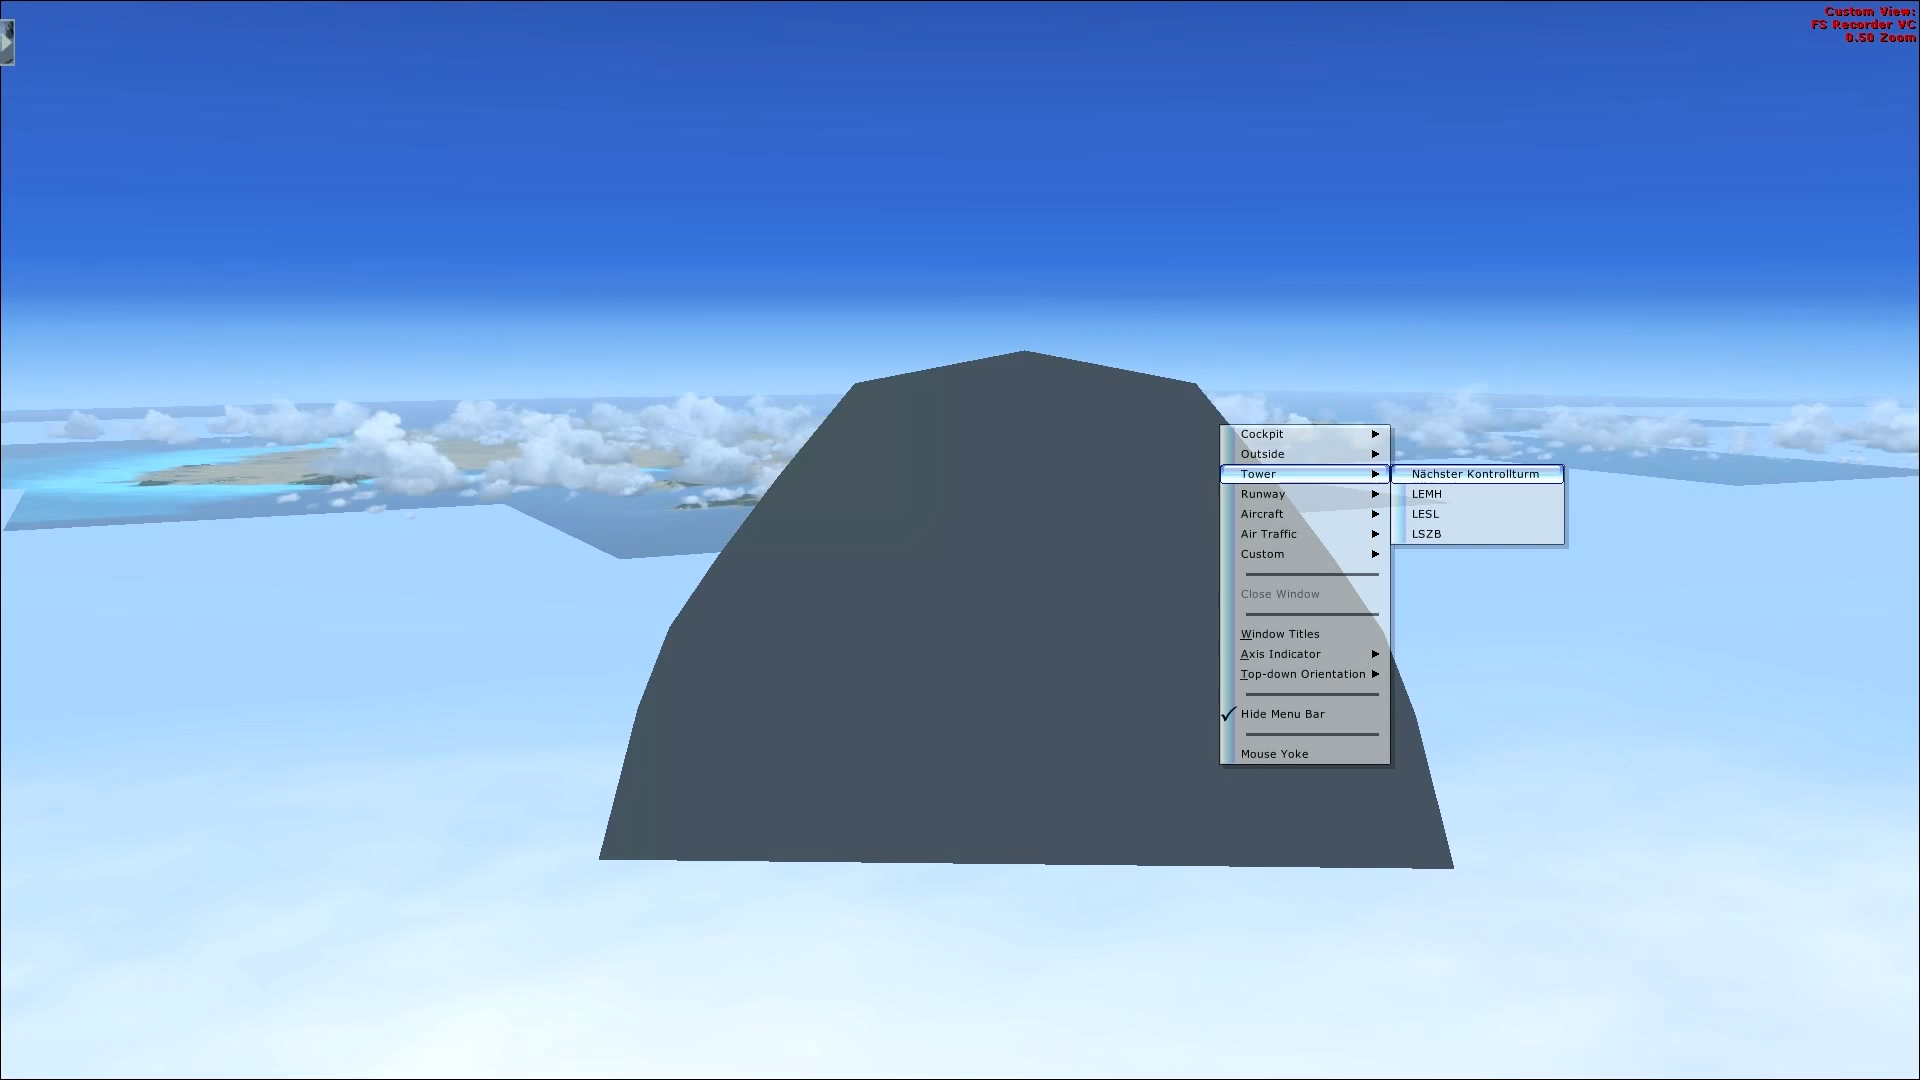 Custom View:
FS Recorder VC
0.50 Zoom
Cockpit
Outside
Tower
Runway
Aircraft
Air Traffic
Custom
Close Window
Window Titles
Axis Indicator
Top-down Orientation
Hide Menu Bar
Mouse Yoke
Nächster Kontrollturm
LEMH
LESL
LSZB